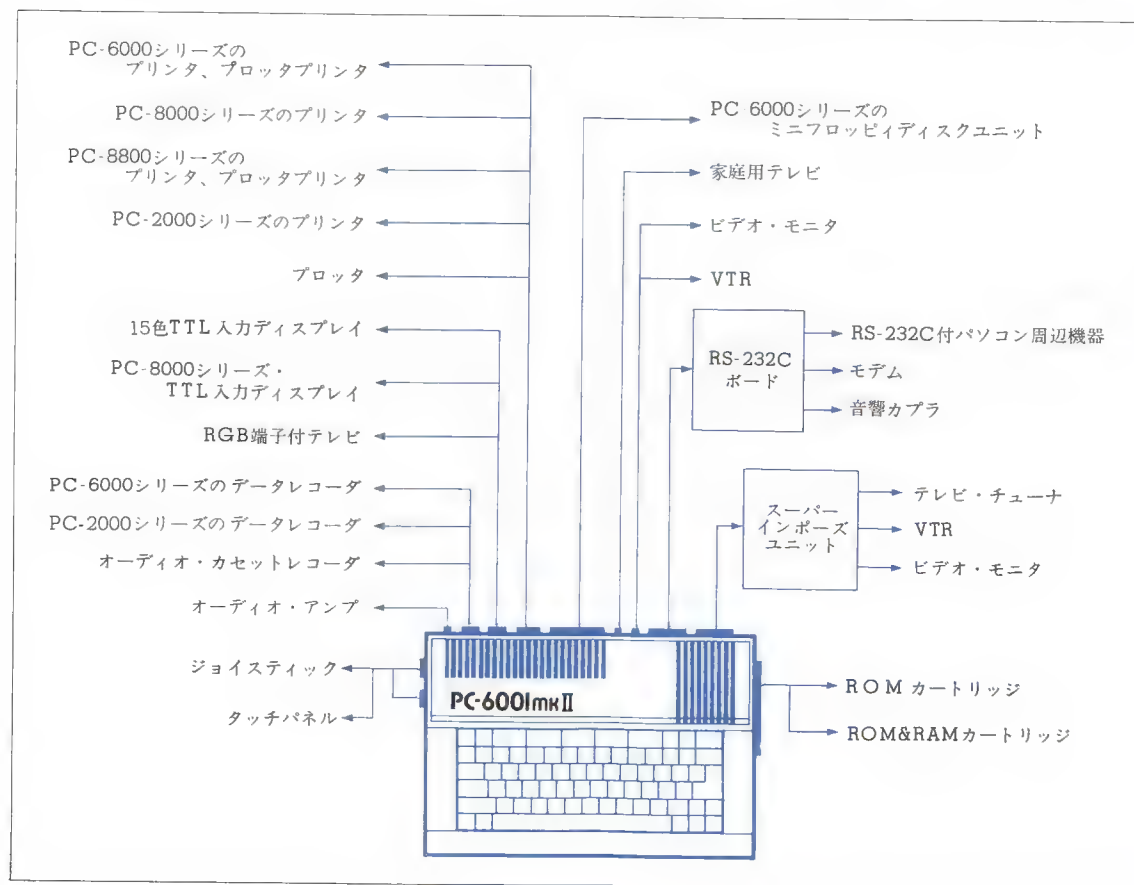 PC-6000シリーズの
プリンタ、プロッタプリンタ
PC-8000シリーズのプリンタ
PC-8800シリーズの
プリンタ、プロッタプリンタ
PC-2000シリーズのプリンタ
プロッタ
15色TTL入力ディスプレイ
PC-8000シリーズ・
TTL入力ディスプレイ
RGB端子付テレビ
PC-6000シリーズのデータレコーダ
PC-2000シリーズのデータレコーダ
オーディオ・カセットレコーダ
オーディオ・アンプ
ジョイスティック
タッチパネル
PC 6000シリーズの
ミニフロッピィディスクユニット
家庭用テレビ
ビデオ・モニタ
VTR
RS-232C
ボード
RS-232C付パソコン周辺機器
モデム
音響カプラ
スーパー
インポーズ
ユニット
テレビ・チューナ
VTR
ビデオ・モニタ
PC-6001mkII
ROMカートリッジ
ROM&RAMカートリッジ